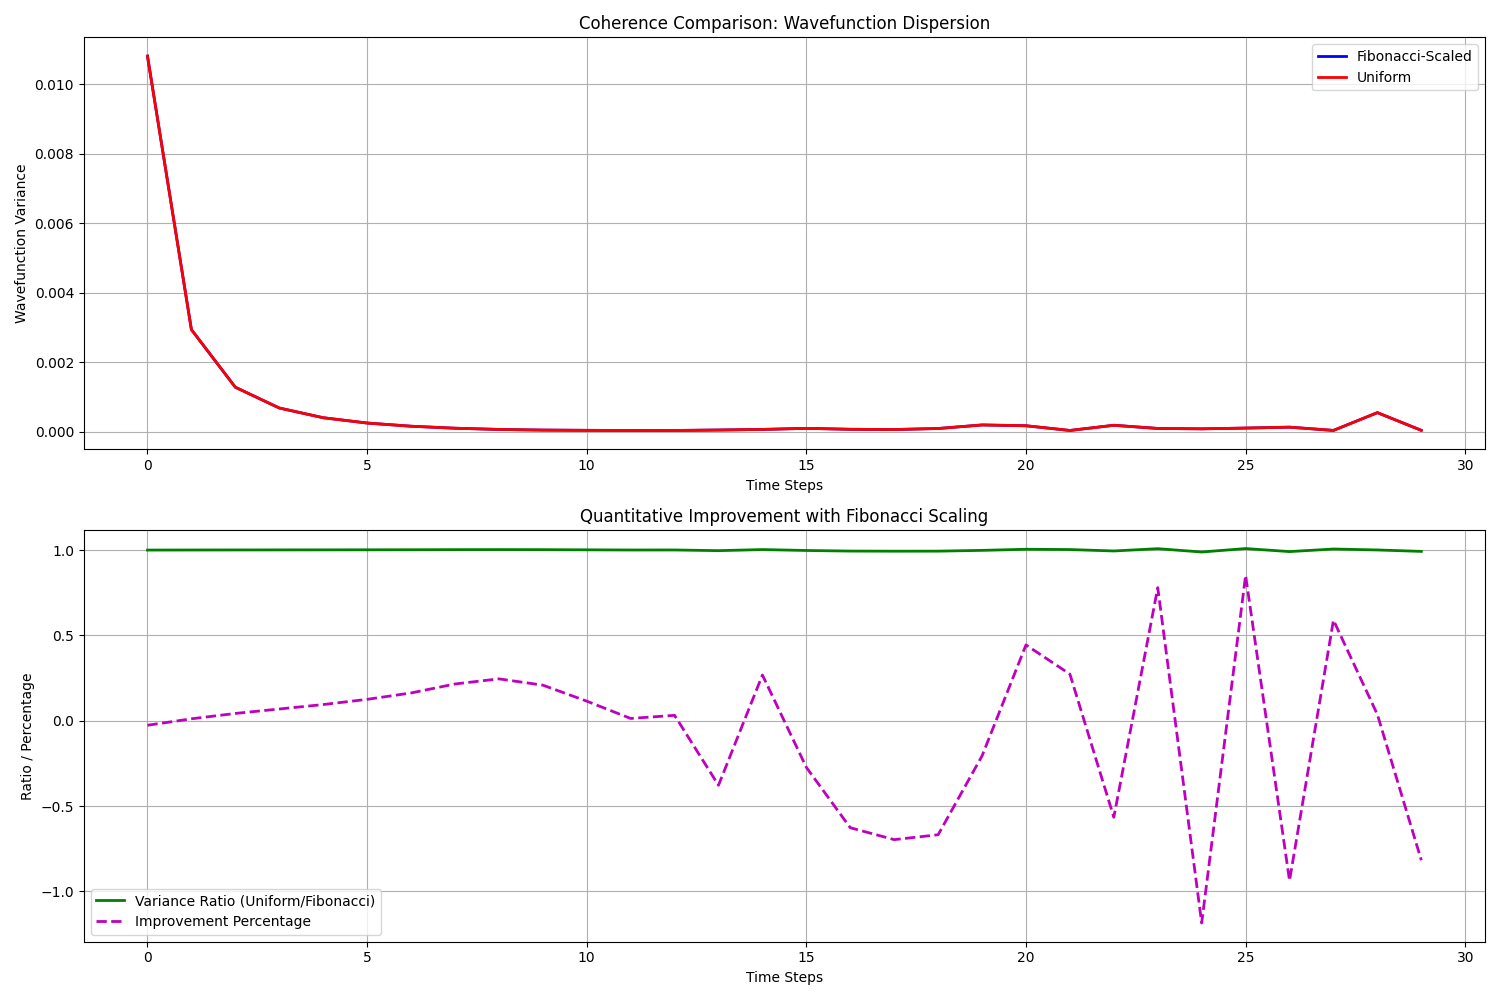 Coherence Comparison: Wavefunction Dispersion
Fibonacci-Scaled
Uniform
Wavefunction Variance
0.010
0.008
0.006
0.004
0.002
0.000
0 5 10 15 20 25 30
Time Steps
Quantitative Improvement with Fibonacci Scaling
Ratio / Percentage
1.0
0.5
0.0
−0.5
−1.0
Variance Ratio (Uniform/Fibonacci)
Improvement Percentage
0 5 10 15 20 25 30
Time Steps